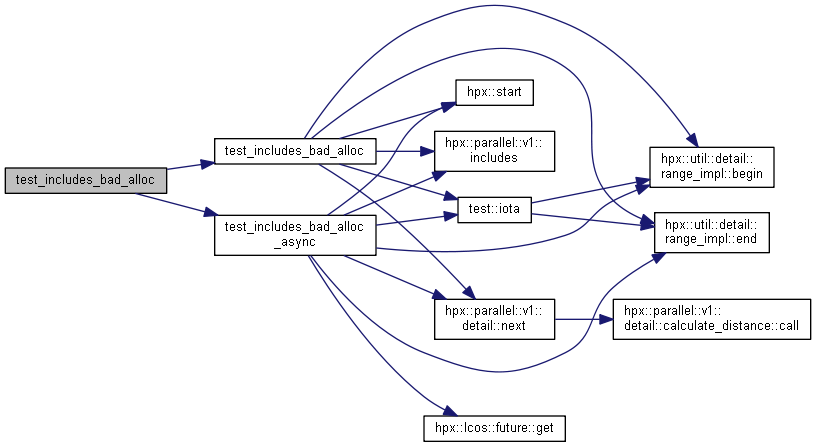 test_includes_bad_alloc
test_includes_bad_alloc
test_includes_bad_alloc
_async
hpx::start
hpx::parallel::v1::
includes
test::iota
hpx::parallel::v1::
detail::next
hpx::lcos::future::get
hpx::util::detail::
range_impl::begin
hpx::util::detail::
range_impl::end
hpx::parallel::v1::
detail::calculate_distance::call